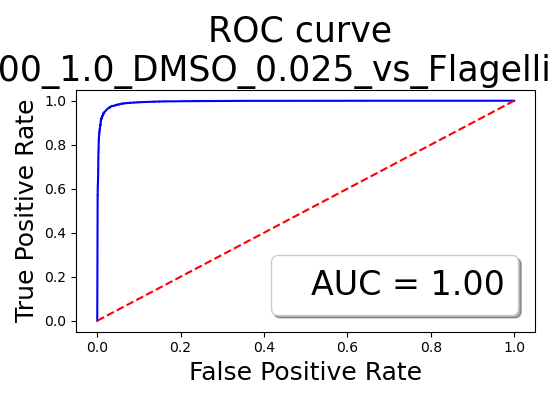 ROC curve
00_1.0_DMSO_0.025_vs_Flagelli
True Positive Rate
1.0
0.8
0.6
0.4
0.2
0.0
AUC = 1.00
0.0 0.2 0.4 0.6 0.8 1.0
False Positive Rate